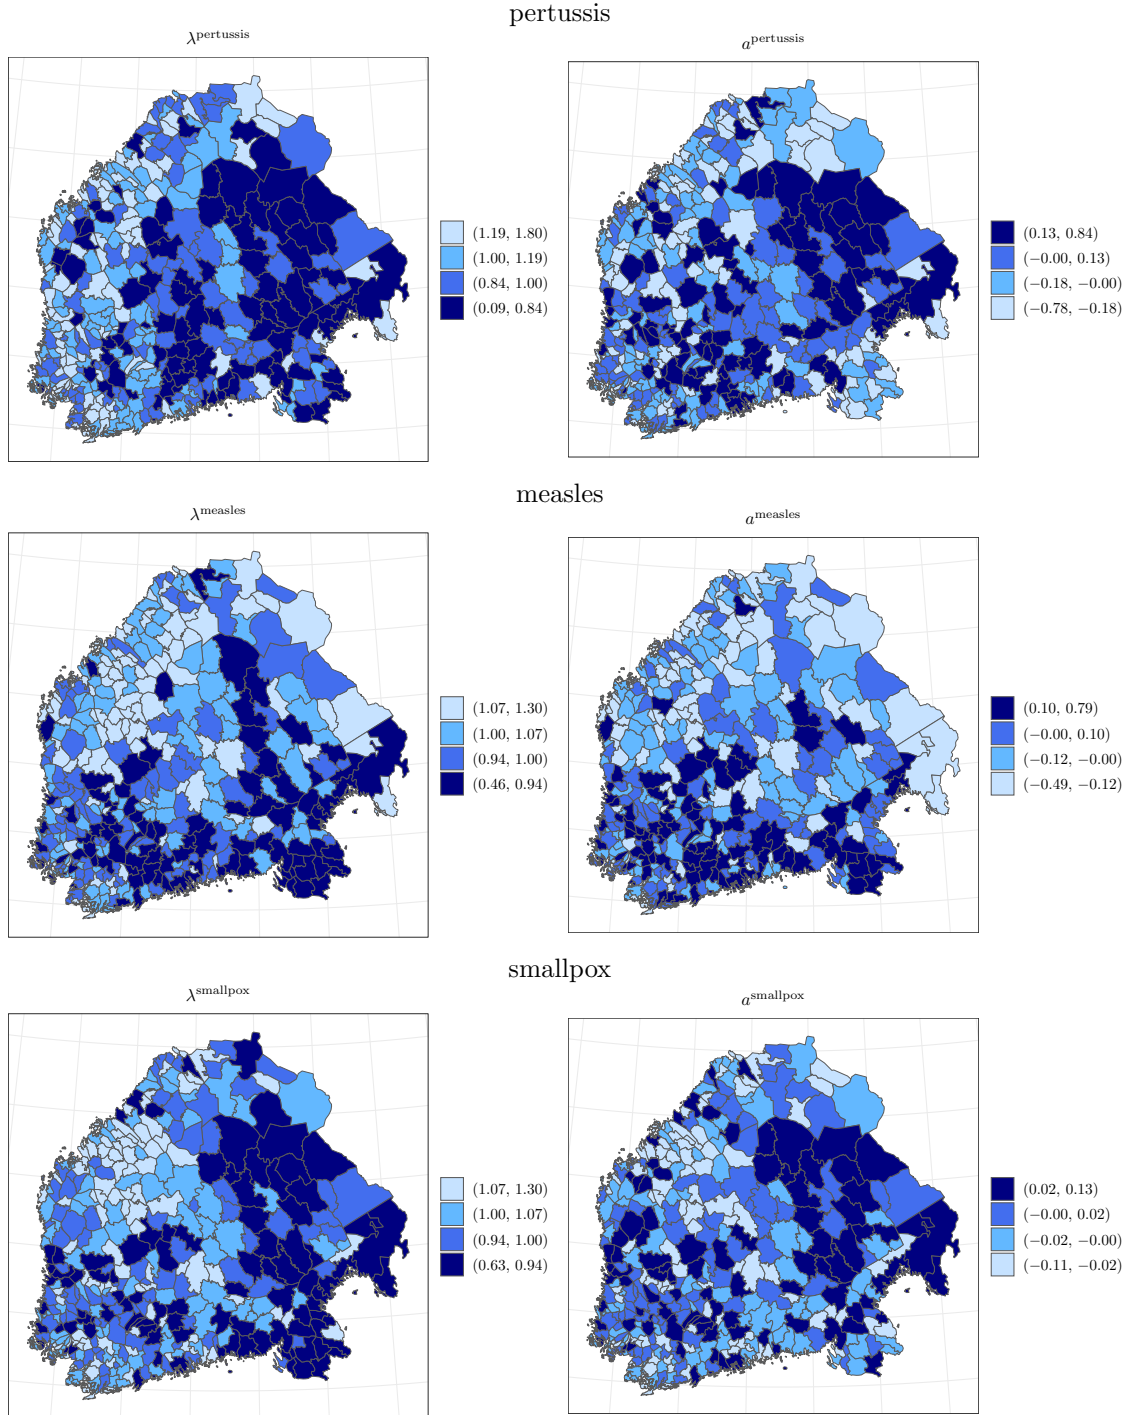 pertussis
λ^pertussis
a^pertussis
(1.19, 1.80)
(1.00, 1.19)
(0.84, 1.00)
(0.09, 0.84)
(0.13, 0.84)
(−0.00, 0.13)
(−0.18, −0.00)
(−0.78, −0.18)
measles
λ^measles
a^measles
(1.07, 1.30)
(1.00, 1.07)
(0.94, 1.00)
(0.46, 0.94)
(0.10, 0.79)
(−0.00, 0.10)
(−0.12, −0.00)
(−0.49, −0.12)
smallpox
λ^smallpox
a^smallpox
(1.07, 1.30)
(1.00, 1.07)
(0.94, 1.00)
(0.63, 0.94)
(0.02, 0.13)
(−0.00, 0.02)
(−0.02, −0.00)
(−0.11, −0.02)